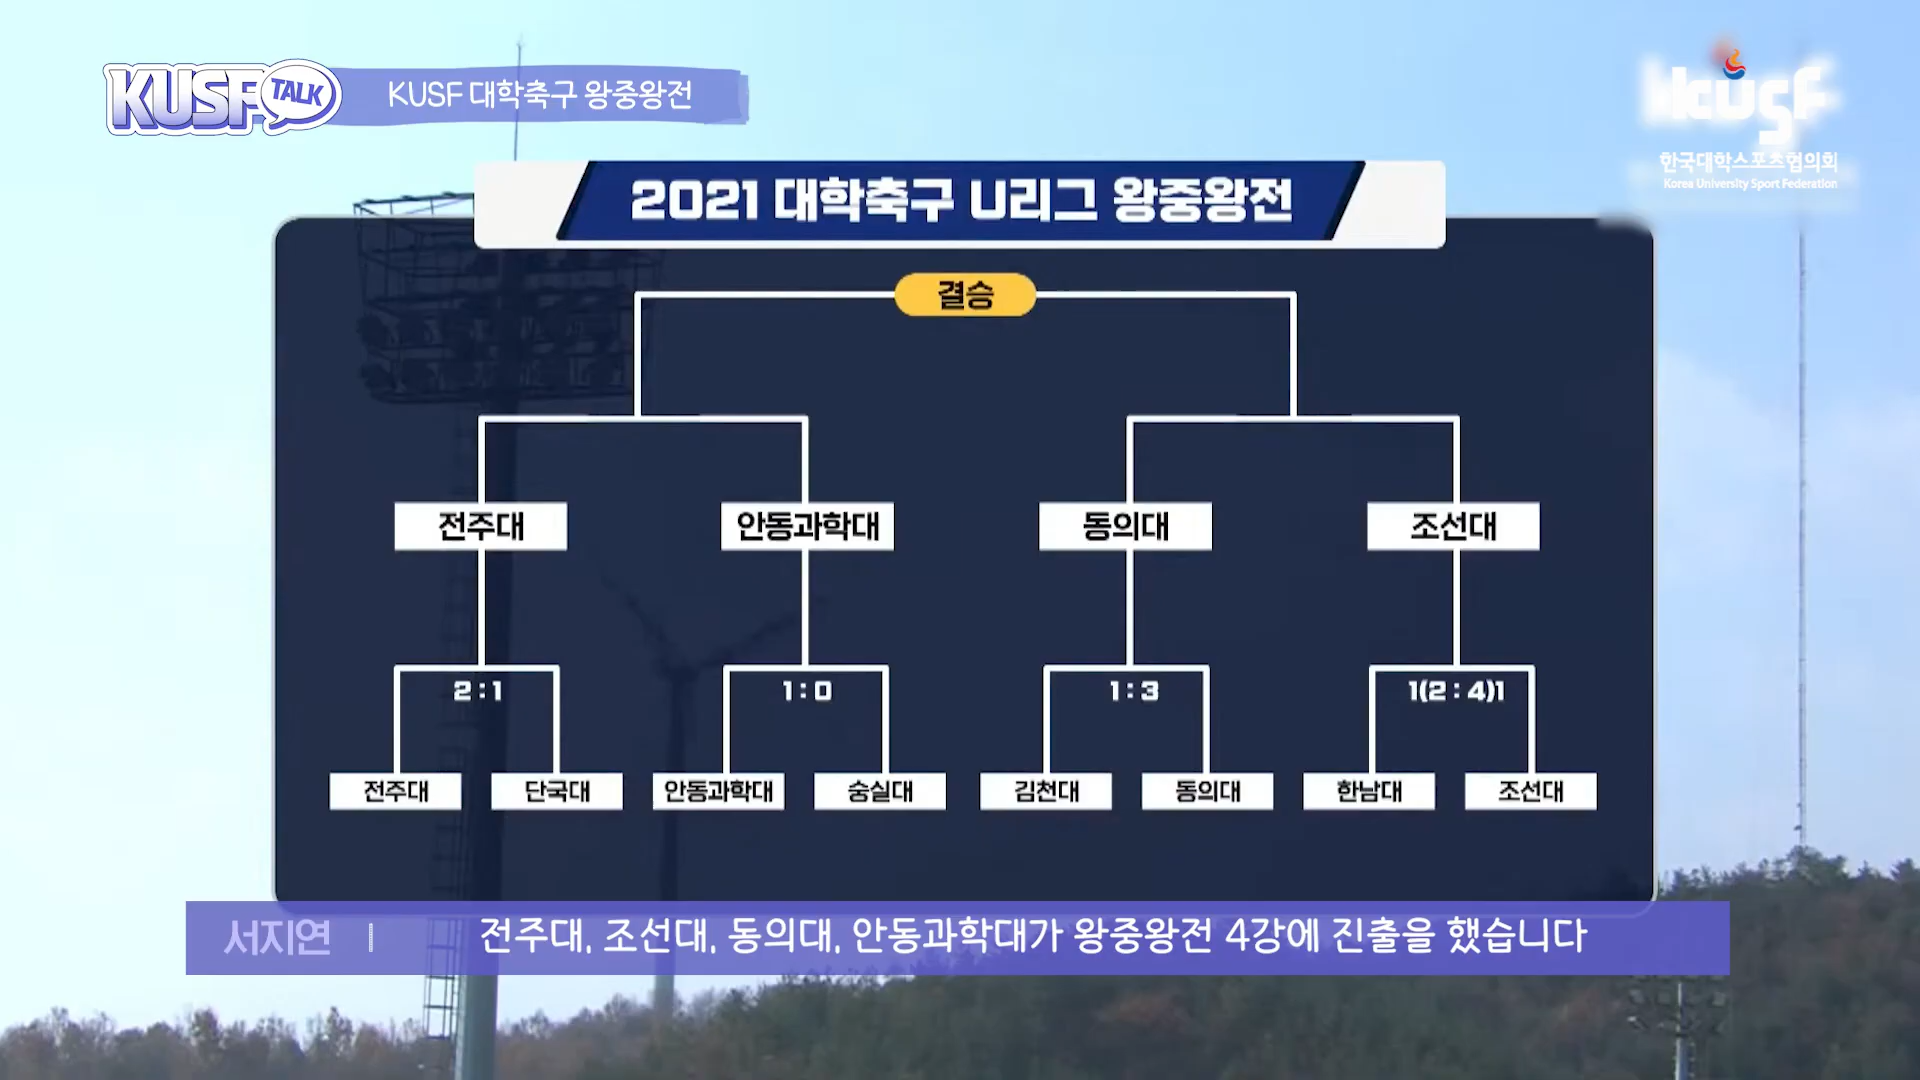 KUSF TALK
KUSF 대학축구 왕중왕전
kusf
한국대학스포츠협의회
Korea University Sport Federation
2021 대학축구 U리그 왕중왕전
결승
전주대 안동과학대 동의대 조선대
2 : 1 1 : 0 1 : 3 1(2 : 4)1
전주대 단국대 안동과학대 숭실대 김천대 동의대 한남대 조선대
서지연 전주대, 조선대, 동의대, 안동과학대가 왕중왕전 4강에 진출을 했습니다